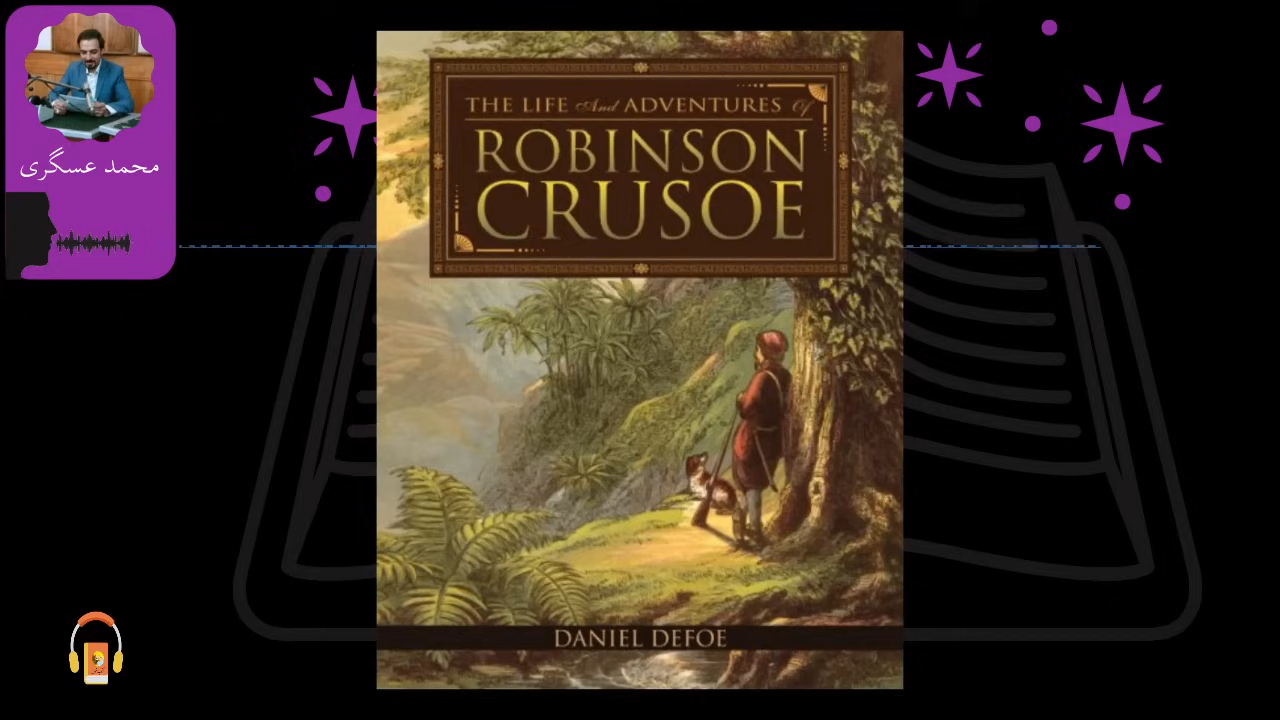 محمد عسگری
THE LIFE And ADVENTURES Of
ROBINSON
CRUSOE
DANIEL DEFOE